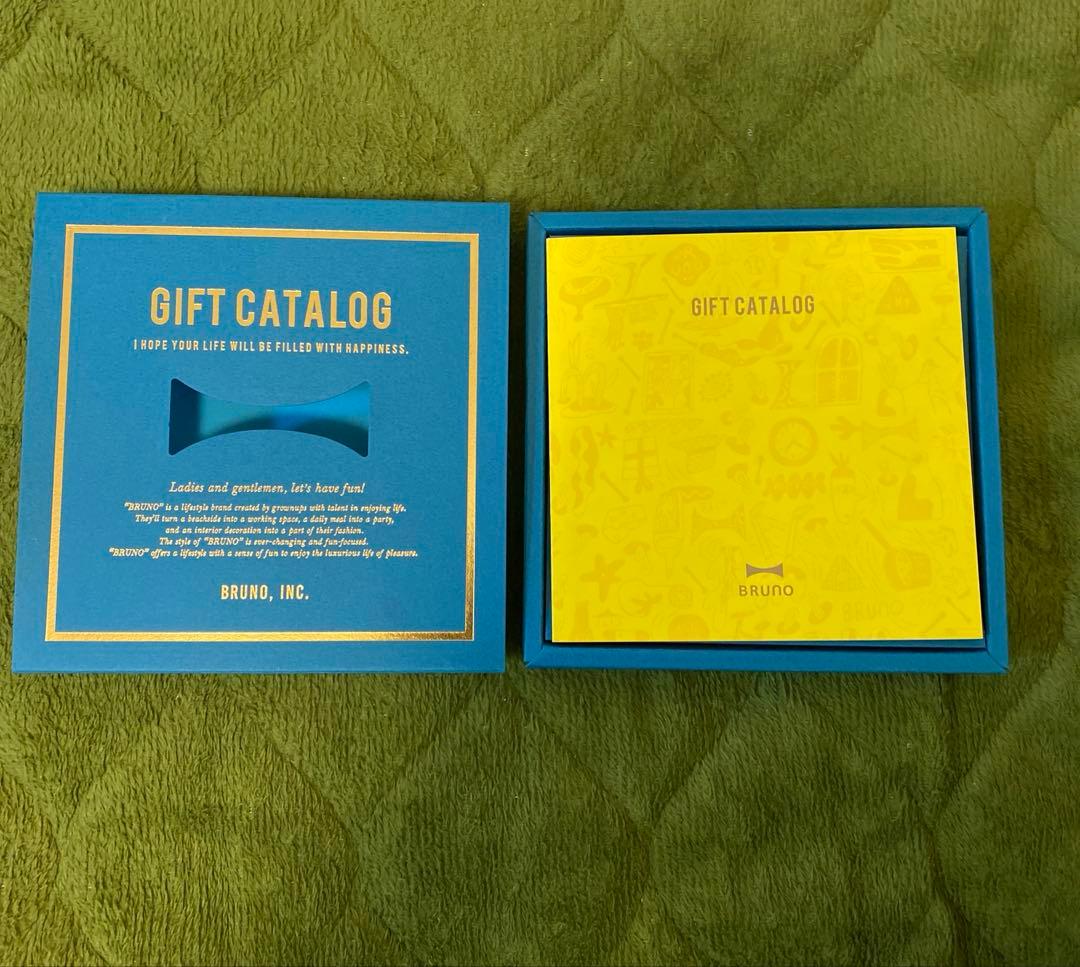 GIFT CATALOG
I HOPE YOUR LIFE WILL BE FILLED WITH HAPPINESS.
Ladies and gentlemen, let's have fun!
"BRUNO" is a lifestyle brand created by grownups with talent in enjoying life.
They'll turn a beachside into a working space, a daily meal into a party,
and an interior decoration into a part of their fashion.
The style of "BRUNO" is ever-changing and fun-focused.
"BRUNO" offers a lifestyle with a sense of fun to enjoy the luxurious life of pleasure.
BRUNO, INC.
GIFT CATALOG
BRUNO
BRUNO